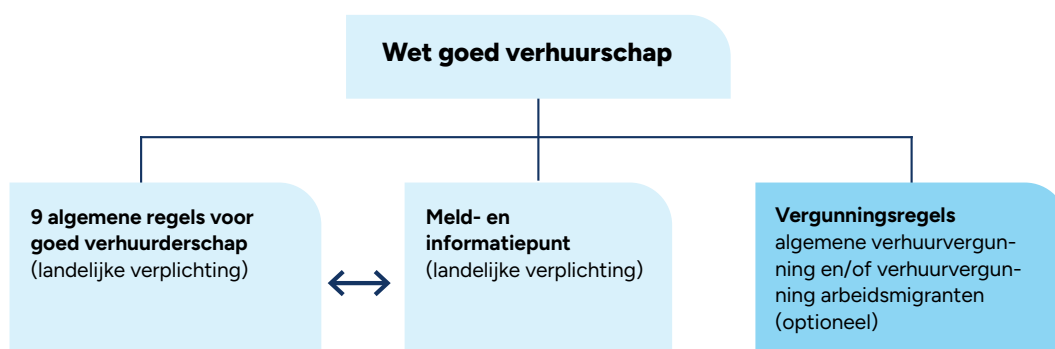 Wet goed verhuurschap
9 algemene regels voor
goed verhuurderschap
(landelijke verplichting)
Meld- en
informatiepunt
(landelijke verplichting)
Vergunningsregels
algemene verhuurvergun-
ning en/of verhuurvergun-
ning arbeidsmigranten
(optioneel)